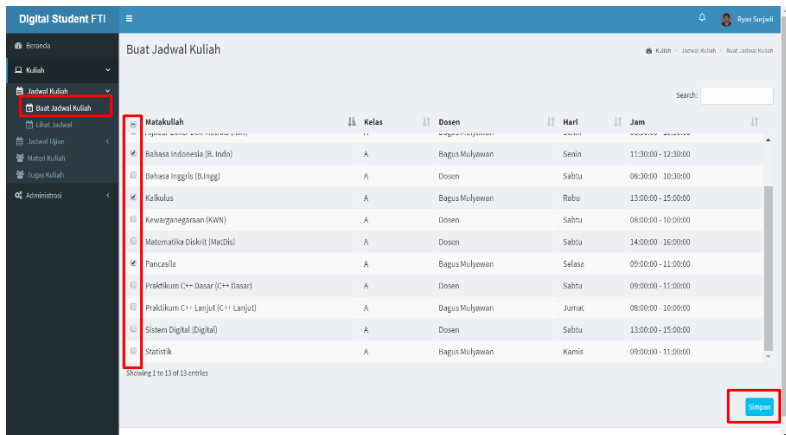 Digital Student FTI
Ryan Surjadi
Beranda
Kuliah
Jadwal Kuliah
Buat Jadwal Kuliah
Lihat Jadwal
Jadwal Ujian
Materi Kuliah
Tugas Kuliah
Administrasi
Buat Jadwal Kuliah
Kuliah > Jadwal Kuliah > Buat Jadwal Kuliah
Search:
Matakuliah Kelas Dosen Hari Jam
Bahasa Indonesia (B. Indo) A Bagus Mulyawan Senin 11:30:00 - 12:30:00
Bahasa Inggris (B.Ingg) A Dosen Sabtu 08:30:00 - 10:30:00
Kalkulus A Bagus Mulyawan Rabu 13:00:00 - 15:00:00
Kewarganegaraan (KWN) A Dosen Sabtu 08:00:00 - 10:00:00
Matematika Diskrit (MatDis) A Dosen Sabtu 14:00:00 - 16:00:00
Pancasila A Bagus Mulyawan Selasa 09:00:00 - 11:00:00
Praktikum C++ Dasar (C++ Dasar) A Dosen Sabtu 09:00:00 - 11:00:00
Praktikum C++ Lanjut (C++ Lanjut) A Bagus Mulyawan Jumat 08:00:00 - 10:00:00
Sistem Digital (Digital) A Dosen Sabtu 13:00:00 - 15:00:00
Statistik A Bagus Mulyawan Kamis 09:00:00 - 11:00:00
Showing 1 to 13 of 13 entries
Simpan